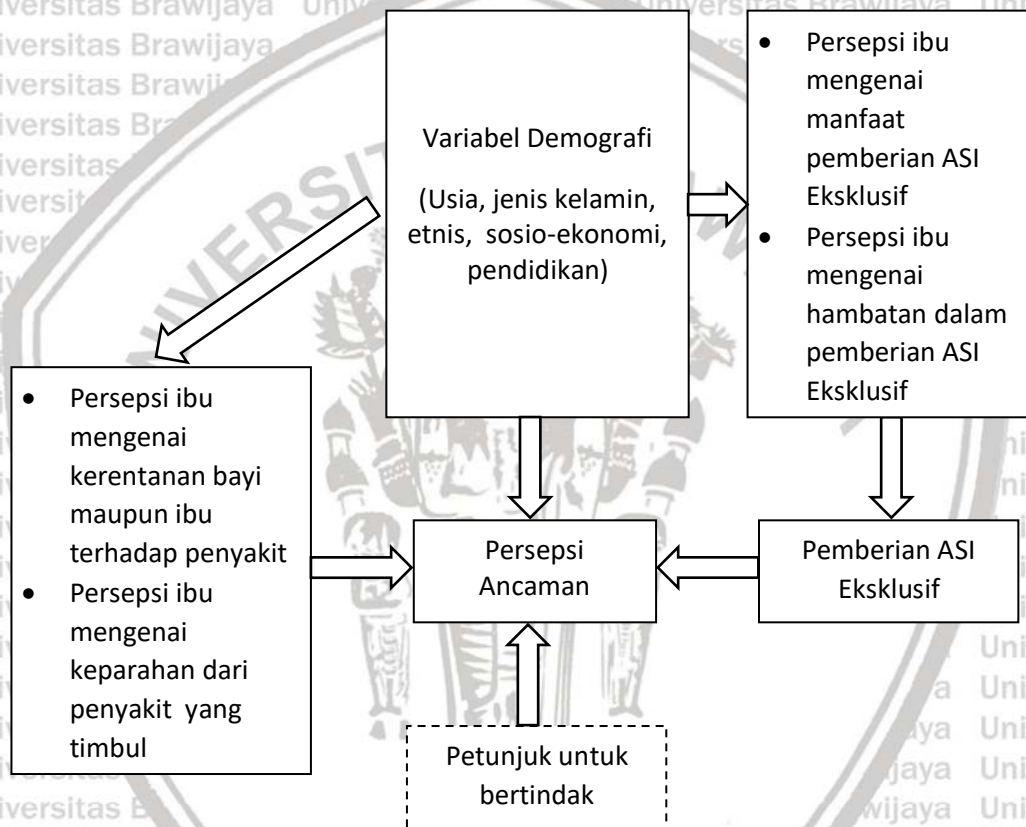 Variabel Demografi
(Usia, jenis kelamin,
etnis, sosio-ekonomi,
pendidikan)
• Persepsi ibu
mengenai
manfaat
pemberian ASI
Eksklusif
• Persepsi ibu
mengenai
hambatan dalam
pemberian ASI
Eksklusif
• Persepsi ibu
mengenai
kerentanan bayi
maupun ibu
terhadap penyakit
• Persepsi ibu
mengenai
keparahan dari
penyakit yang
timbul
Persepsi
Ancaman
Pemberian ASI
Eksklusif
Petunjuk untuk
bertindak